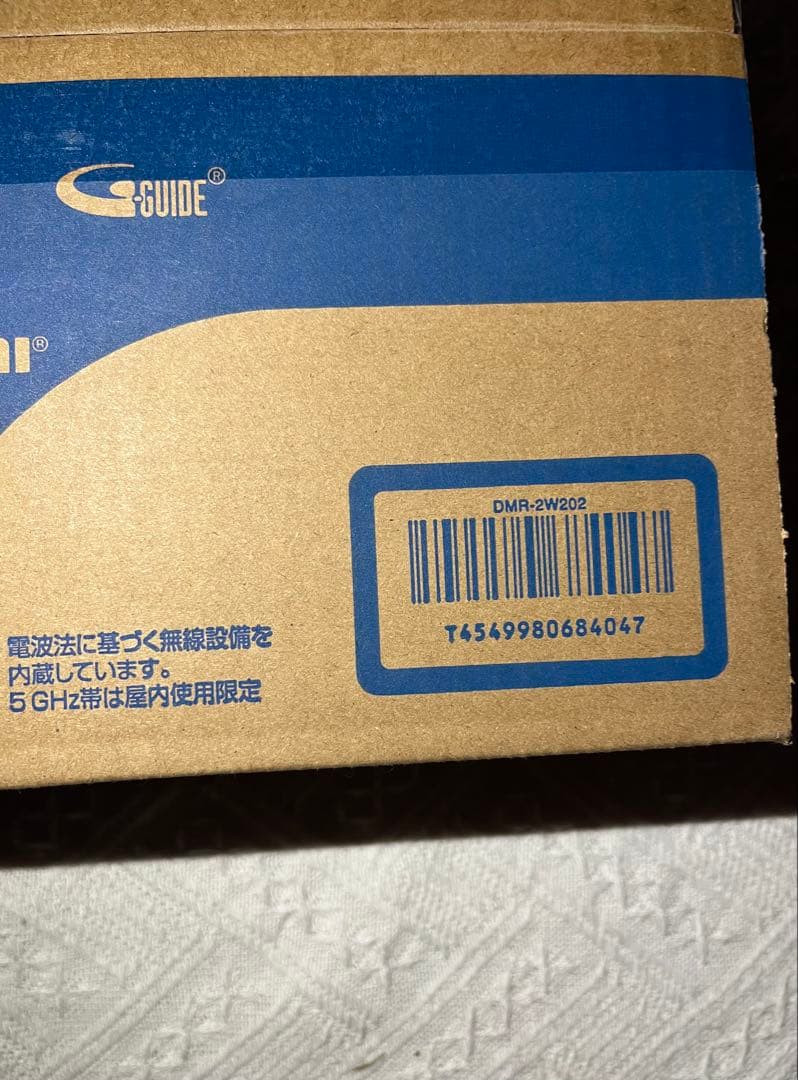 G-GUIDE®
DMR-2W202
T4549980684047
電波法に基づく無線設備を
内蔵しています。
5GHz帯は屋内使用限定